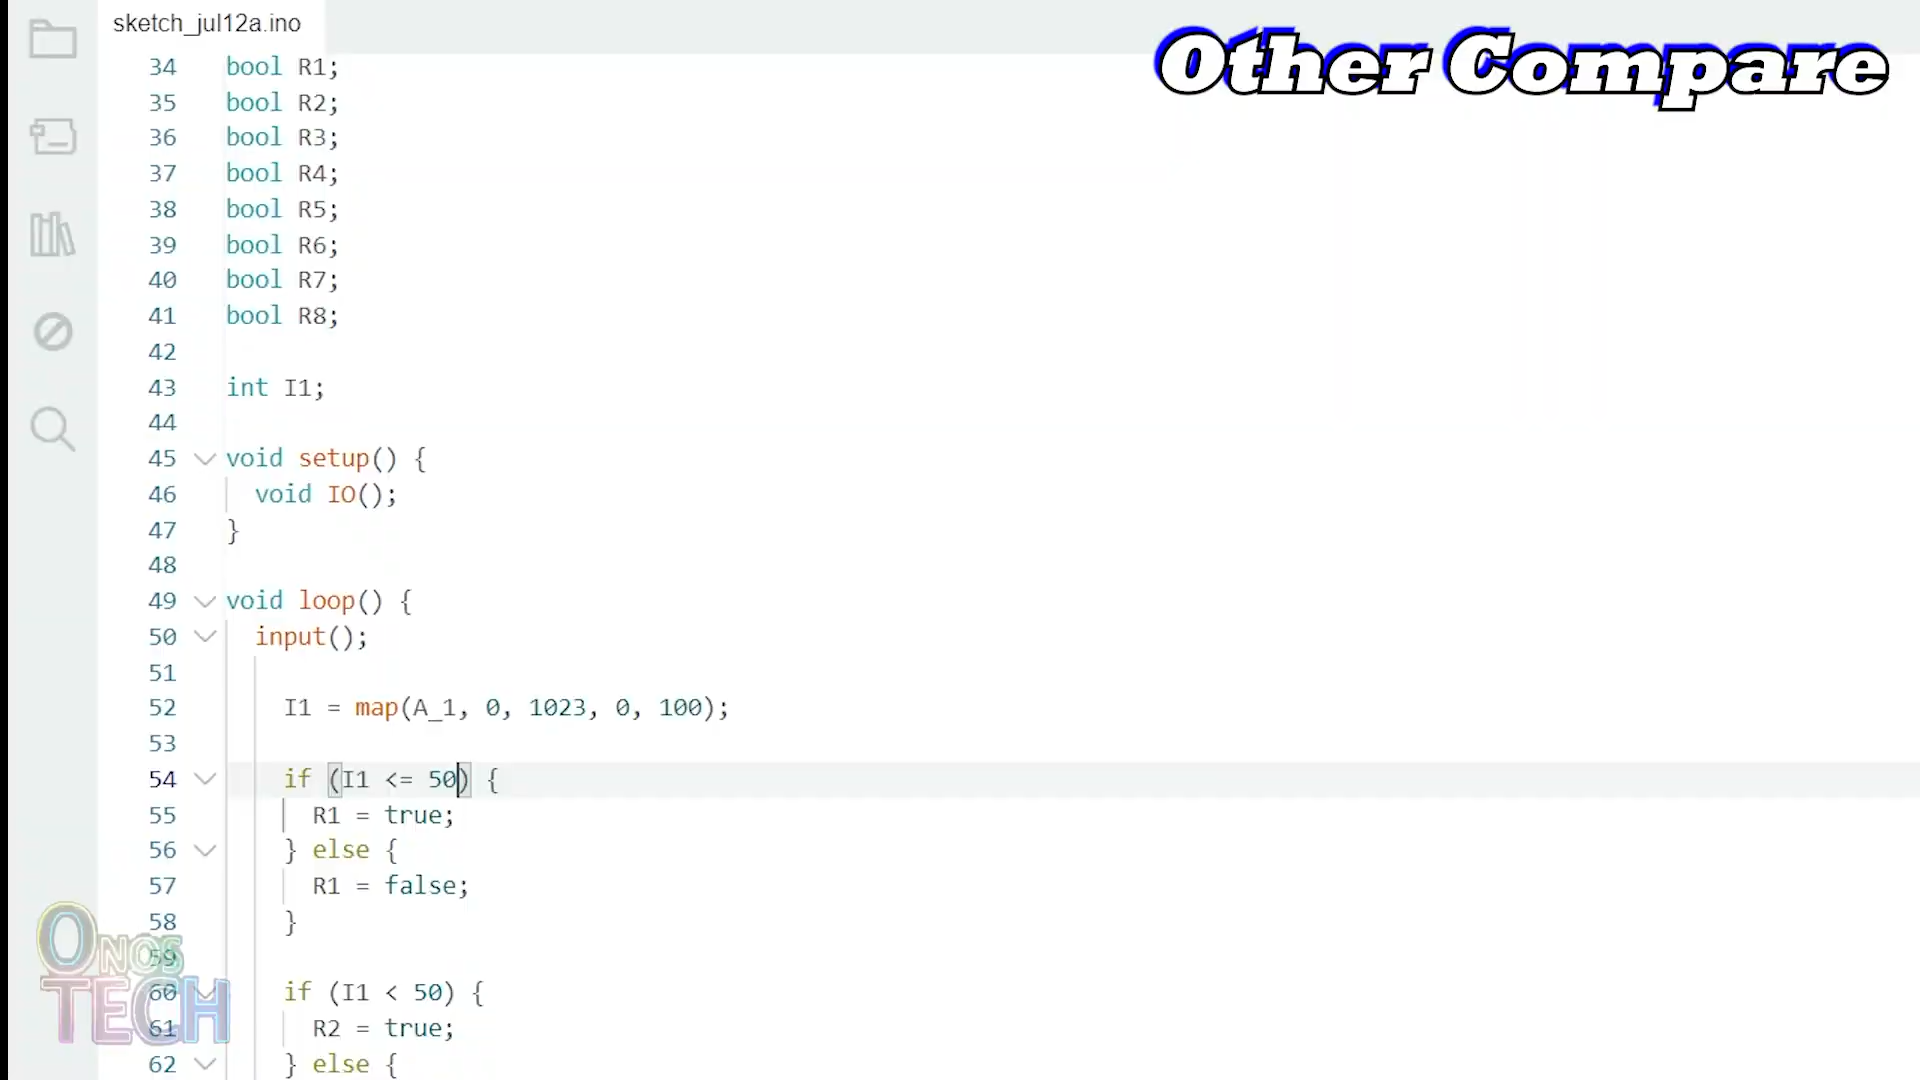 sketch_jul12a.ino
Other Compare
34 bool R1;
35 bool R2;
36 bool R3;
37 bool R4;
38 bool R5;
39 bool R6;
40 bool R7;
41 bool R8;
42
43 int I1;
44
45 void setup() {
46 void IO();
47 }
48
49 void loop() {
50 input();
51
52 I1 = map(A_1, 0, 1023, 0, 100);
53
54 if (I1 <= 50) {
55 R1 = true;
56 } else {
57 R1 = false;
58 }
59
60 if (I1 < 50) {
61 R2 = true;
62 } else {
ONOS
TECH